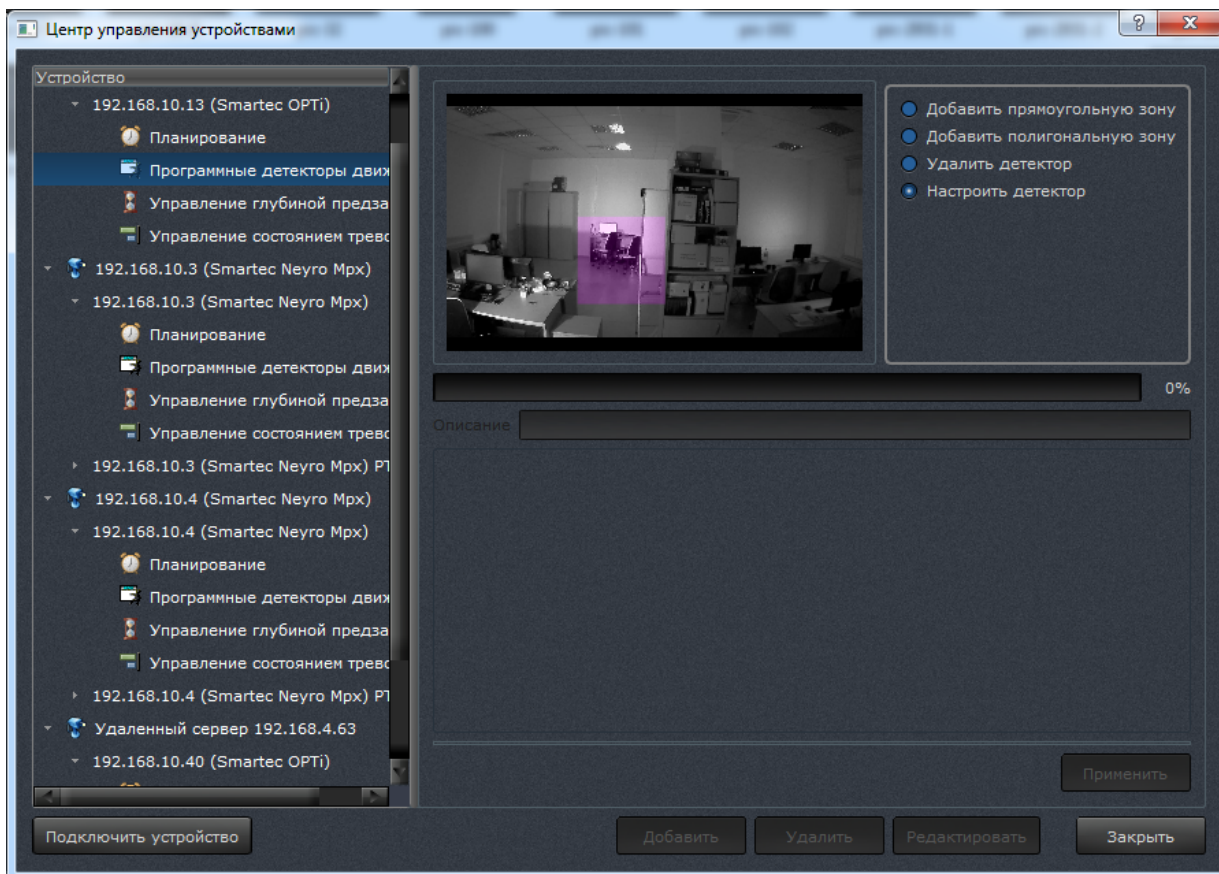 Центр управления устройствами
Устройство
192.168.10.13 (Smartec OPTi)
Планирование
Программные детекторы движ
Управление глубиной предза
Управление состоянием трево
192.168.10.3 (Smartec Neyro Mpx)
192.168.10.3 (Smartec Neyro Mpx)
Планирование
Программные детекторы движ
Управление глубиной предза
Управление состоянием трево
192.168.10.3 (Smartec Neyro Mpx) PT
192.168.10.4 (Smartec Neyro Mpx)
192.168.10.4 (Smartec Neyro Mpx)
Планирование
Программные детекторы движ
Управление глубиной предза
Управление состоянием трево
192.168.10.4 (Smartec Neyro Mpx) PT
Удаленный сервер 192.168.4.63
192.168.10.40 (Smartec OPTi)
Добавить прямоугольную зону
Добавить полигональную зону
Удалить детектор
Настроить детектор
0%
Описание
Применить
Подключить устройство
Добавить
Удалить
Редактировать
Закрыть